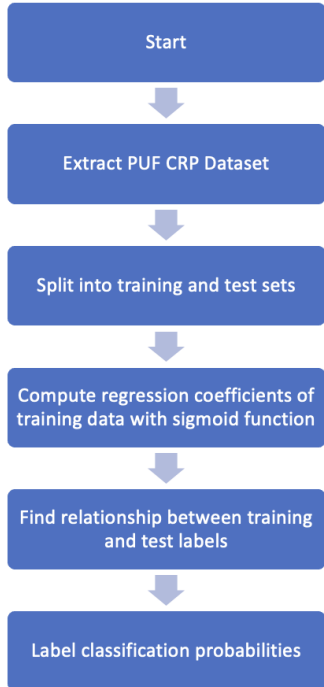 Start
Extract PUF CRP Dataset
Split into training and test sets
Compute regression coefficients of
training data with sigmoid function
Find relationship between training
and test labels
Label classification probabilities